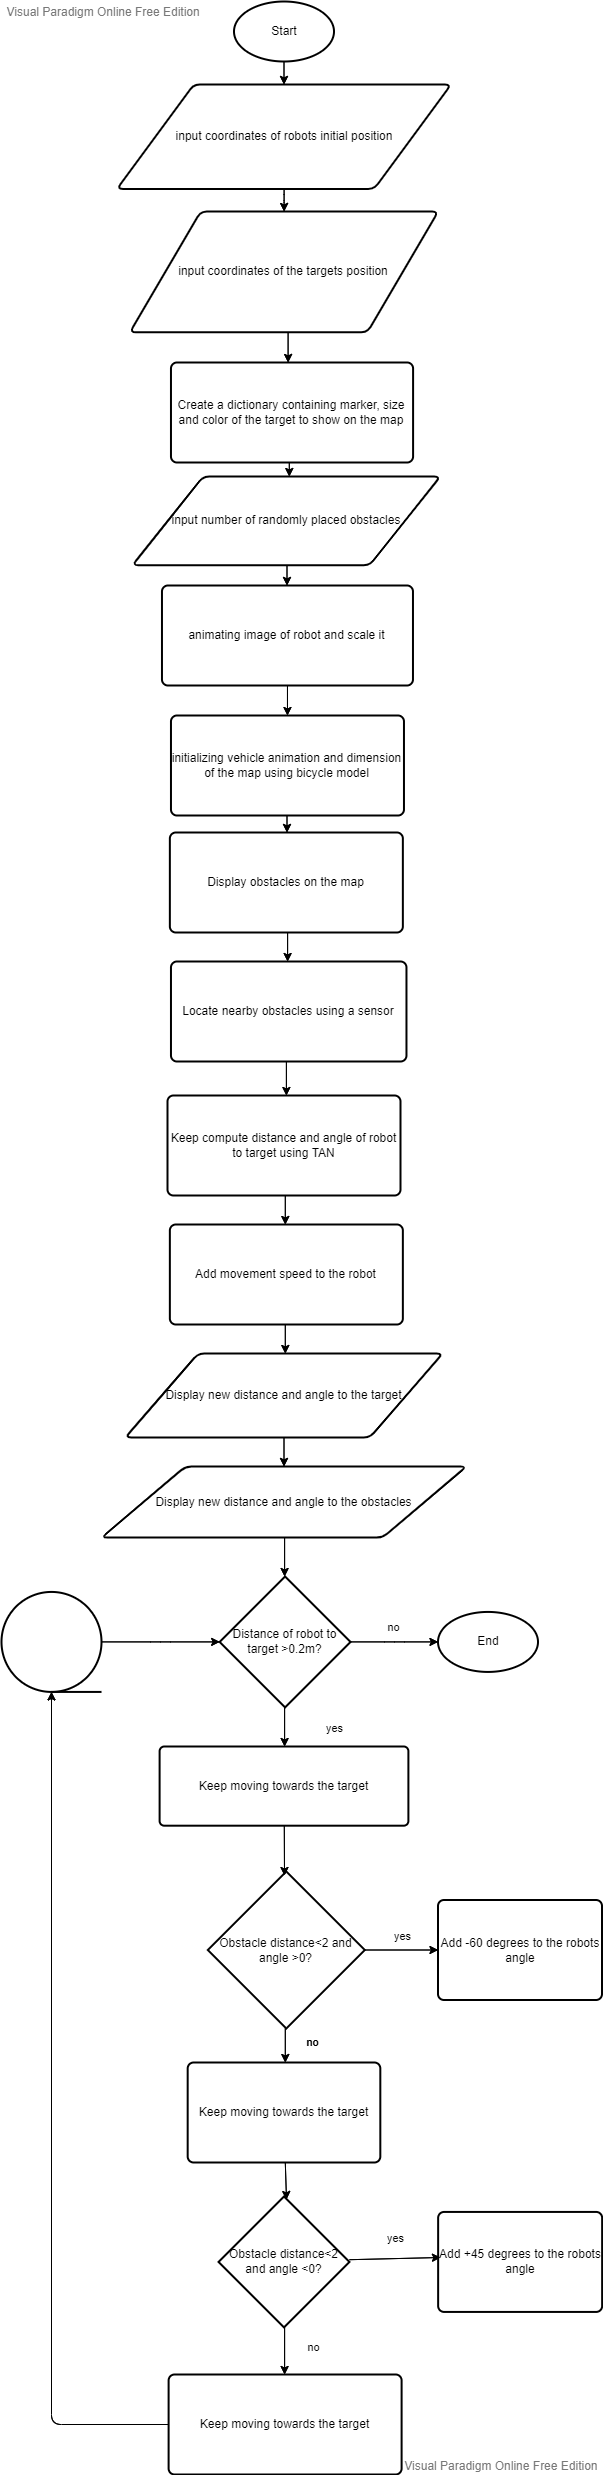 Visual Paradigm Online Free Edition
Start
input coordinates of robots initial position
input coordinates of the targets position
Create a dictionary containing marker, size
and color of the target to show on the map
input number of randomly placed obstacles
animating image of robot and scale it
initializing vehicle animation and dimension
of the map using bicycle model
Display obstacles on the map
Locate nearby obstacles using a sensor
Keep compute distance and angle of robot
to target using TAN
Add movement speed to the robot
Display new distance and angle to the target
Display new distance and angle to the obstacles
Distance of robot to
target >0.2m?
no
End
yes
Keep moving towards the target
Obstacle distance<2 and
angle >0?
yes
Add -60 degrees to the robots
angle
no
Keep moving towards the target
Obstacle distance<2
and angle <0?
yes
Add +45 degrees to the robots
angle
no
Keep moving towards the target
Visual Paradigm Online Free Edition